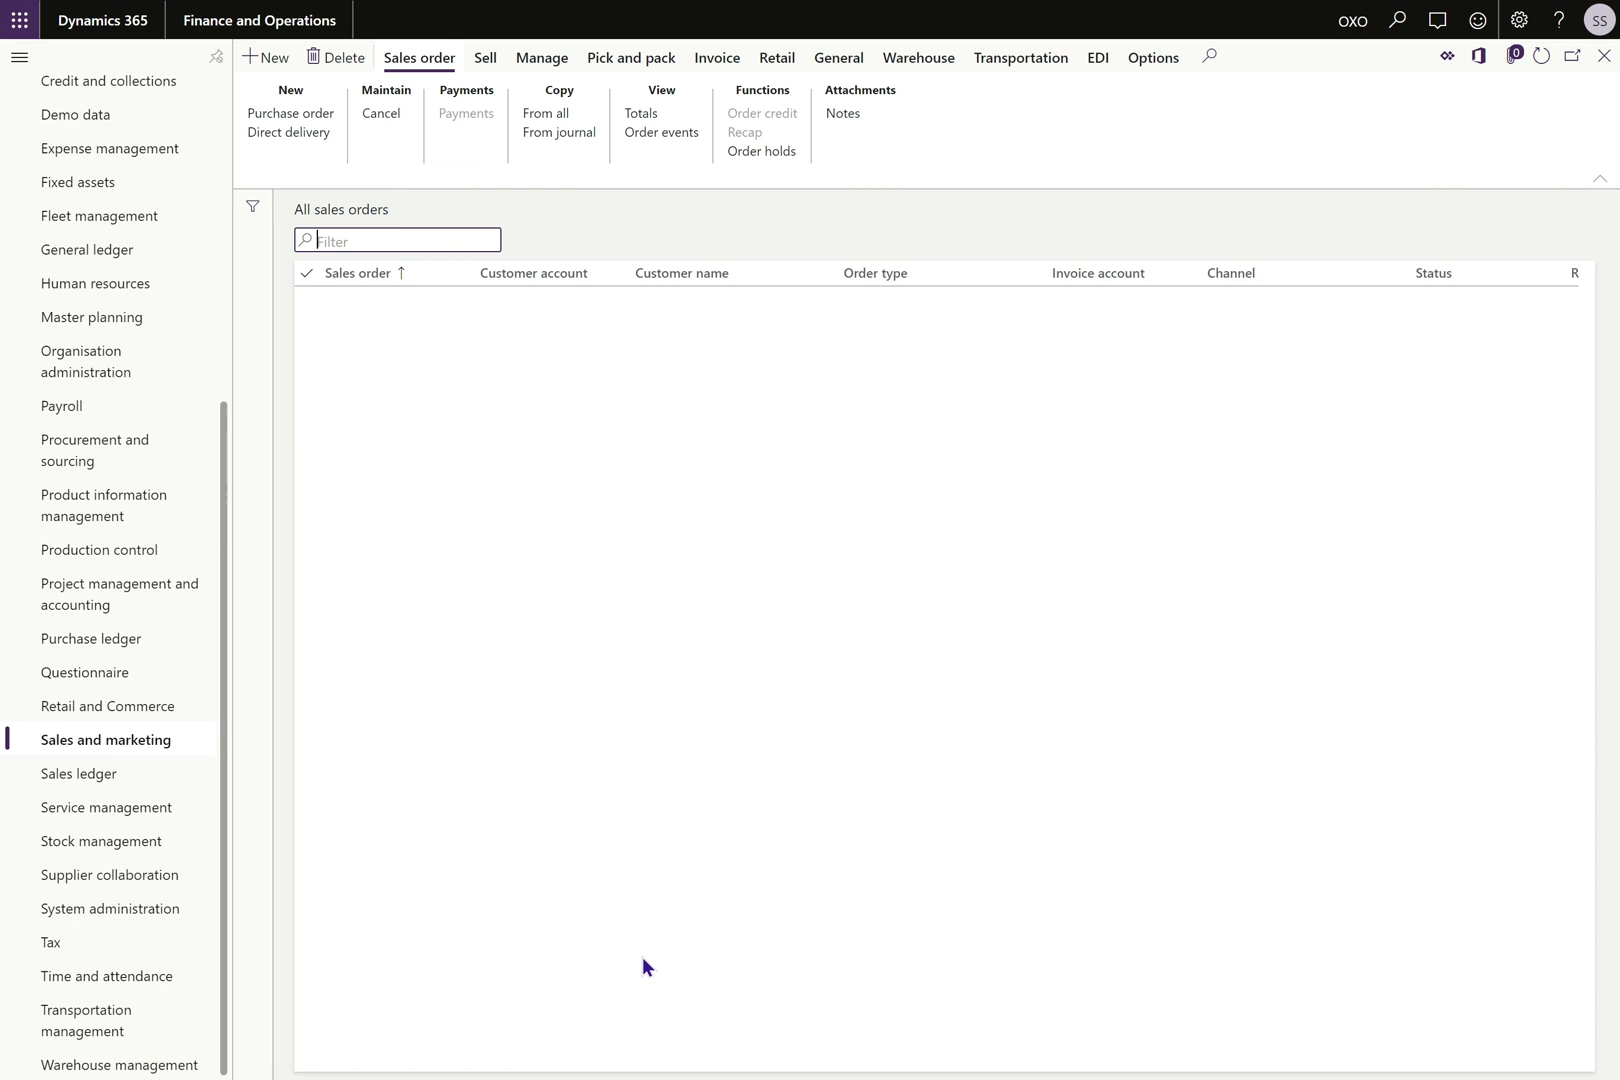 Dynamics 365
Finance and Operations
OXO
?
SS
Credit and collections
Demo data
Expense management
Fixed assets
Fleet management
General ledger
Human resources
Master planning
Organisation
administration
Payroll
Procurement and
sourcing
Product information
management
Production control
Project management and
accounting
Purchase ledger
Questionnaire
Retail and Commerce
Sales and marketing
Sales ledger
Service management
Stock management
Supplier collaboration
System administration
Tax
Time and attendance
Transportation
management
Warehouse management
New
Delete
Sales order
Sell
Manage
Pick and pack
Invoice
Retail
General
Warehouse
Transportation
EDI
Options
0
New
Purchase order
Direct delivery
Maintain
Cancel
Payments
Payments
Copy
From all
From journal
View
Totals
Order events
Functions
Order credit
Recap
Order holds
Attachments
Notes
All sales orders
Filter
Sales order
Customer account
Customer name
Order type
Invoice account
Channel
Status
R